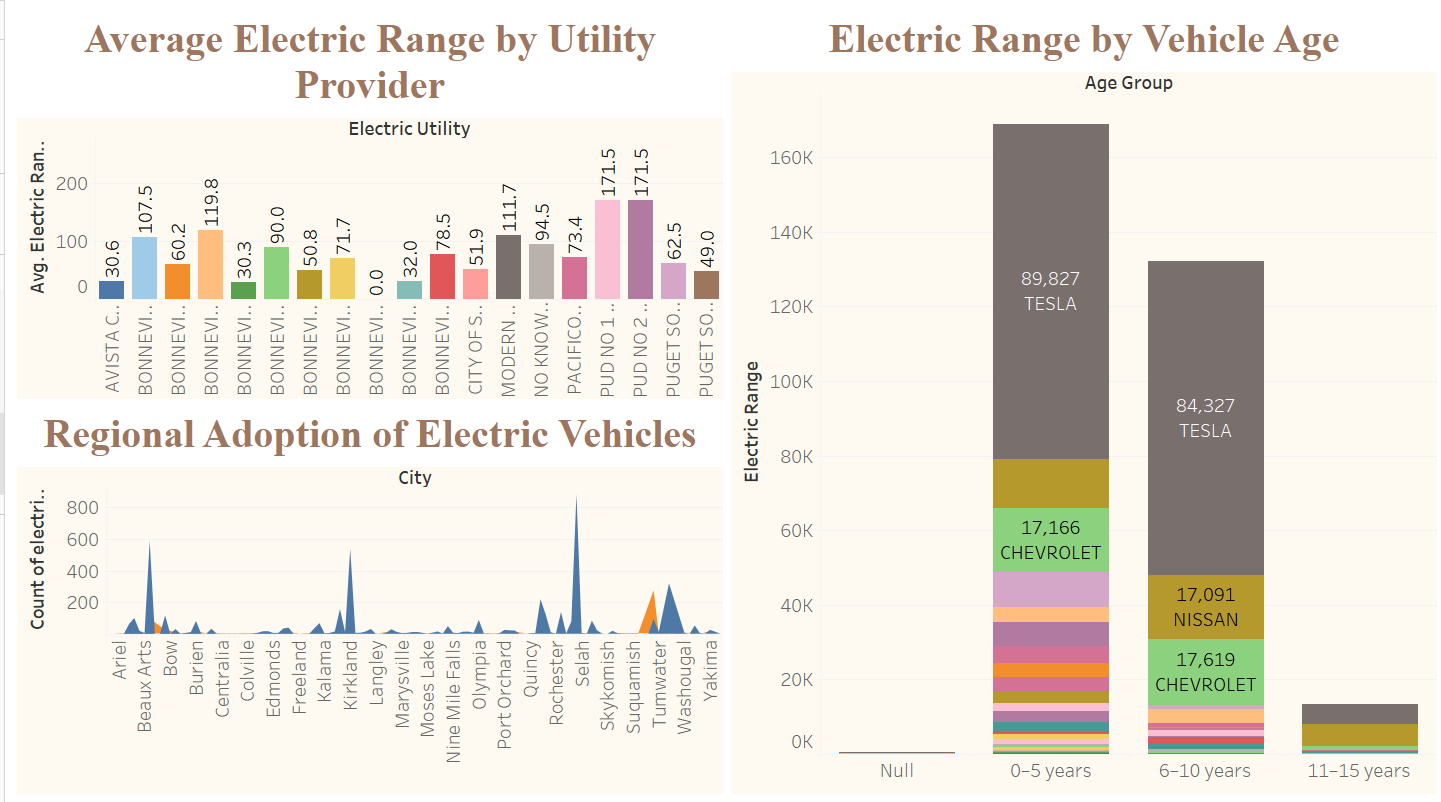 Average Electric Range by Utility
Provider
Electric Utility
Avg. Electric Ran..
200
100
0
30.6
107.5
60.2
119.8
30.3
90.0
50.8
71.7
0.0
32.0
78.5
51.9
111.7
94.5
73.4
171.5
171.5
62.5
49.0
AVISTA C..
BONNEVI..
BONNEVI..
BONNEVI..
BONNEVI..
BONNEVI..
BONNEVI..
BONNEVI..
BONNEVI..
BONNEVI..
BONNEVI..
CITY OF S..
MODERN ..
NO KNOW..
PACIFICO..
PUD NO 1 ..
PUD NO 2 ..
PUGET SO..
PUGET SO..
Regional Adoption of Electric Vehicles
City
Count of electri..
800
600
400
200
Ariel
Beaux Arts
Bow
Burien
Centralia
Colville
Edmonds
Freeland
Kalama
Kirkland
Langley
Marysville
Moses Lake
Nine Mile Falls
Olympia
Port Orchard
Quincy
Rochester
Selah
Skykomish
Suquamish
Tumwater
Washougal
Yakima
Electric Range by Vehicle Age
Age Group
Electric Range
160K
140K
120K
100K
80K
60K
40K
20K
0K
89,827
TESLA
17,166
CHEVROLET
84,327
TESLA
17,091
NISSAN
17,619
CHEVROLET
Null
0–5 years
6–10 years
11–15 years